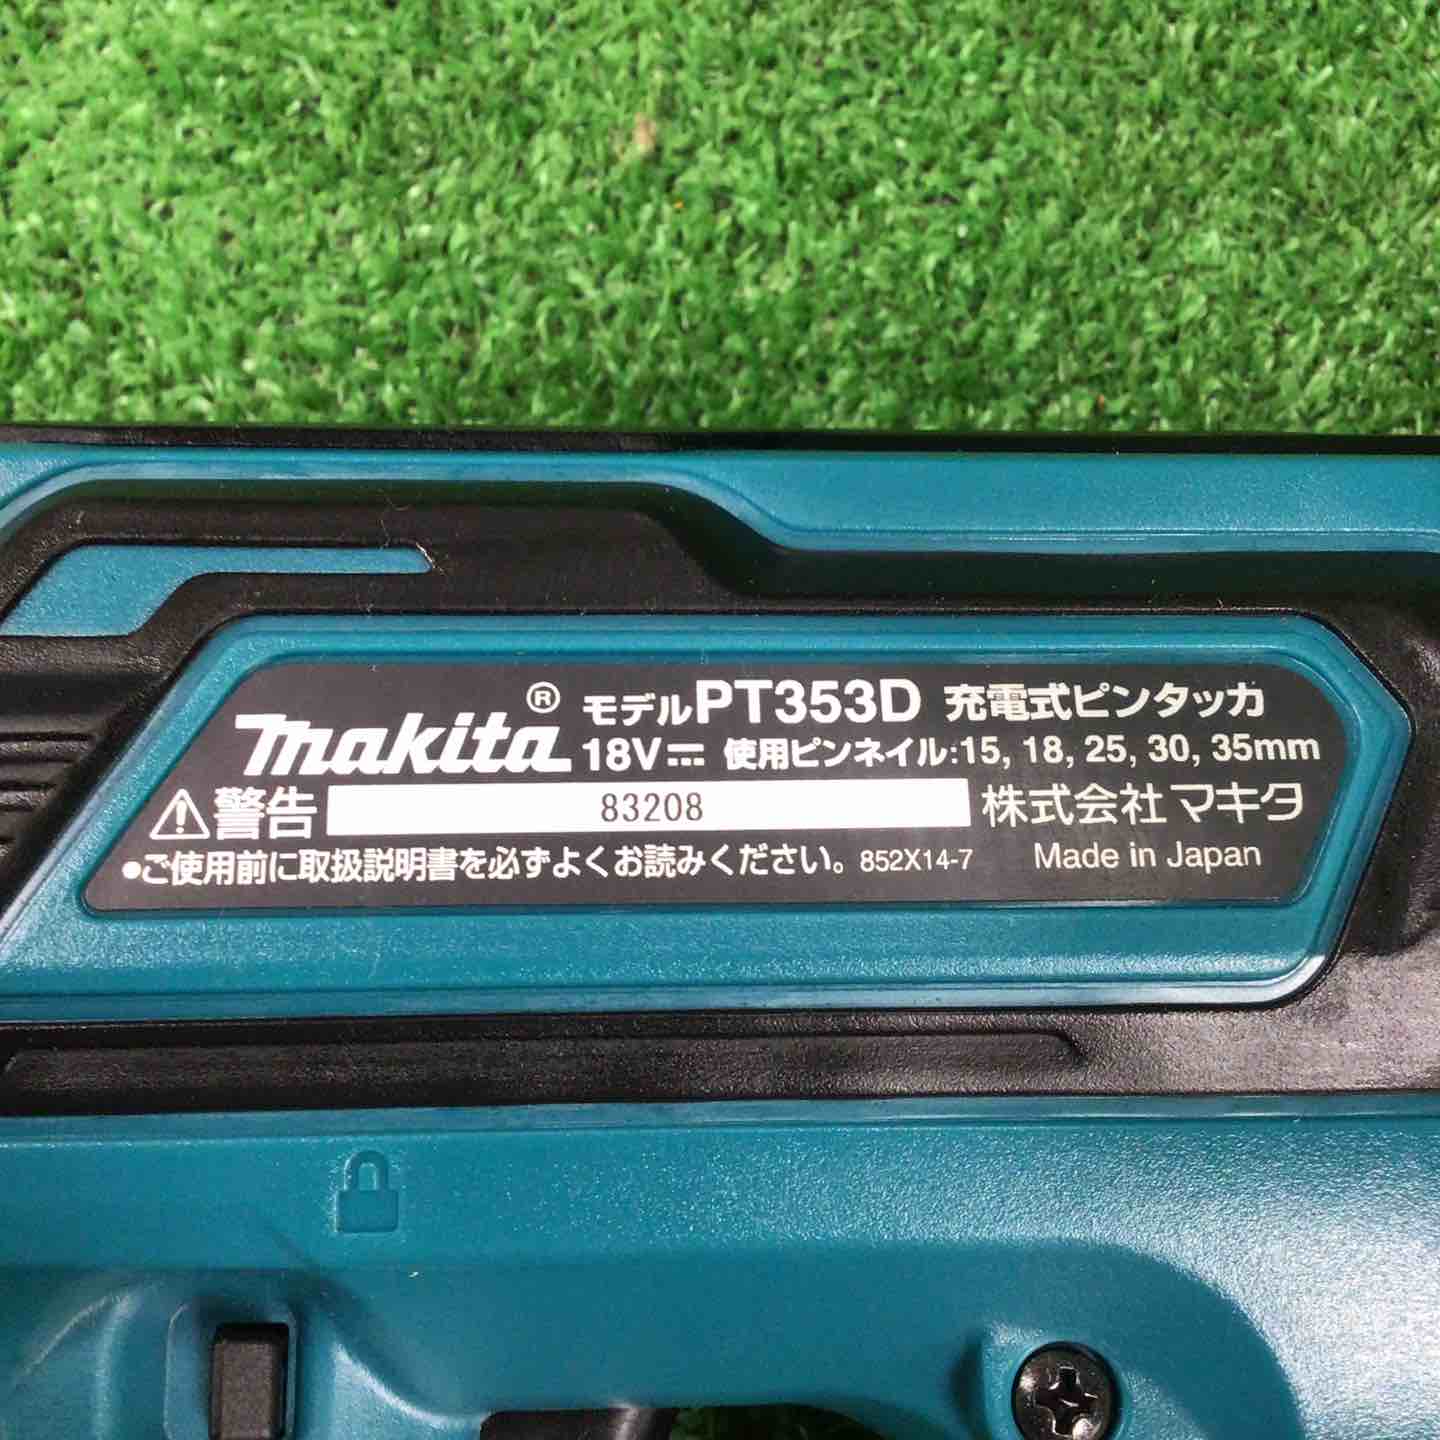 makita® モデルPT353D 充電式ピンタッカ
18V⎓ 使用ピンネイル:15, 18, 25, 30, 35mm
⚠警告 83208 株式会社マキタ
●ご使用前に取扱説明書を必ずよくお読みください。 852X14-7 Made in Japan